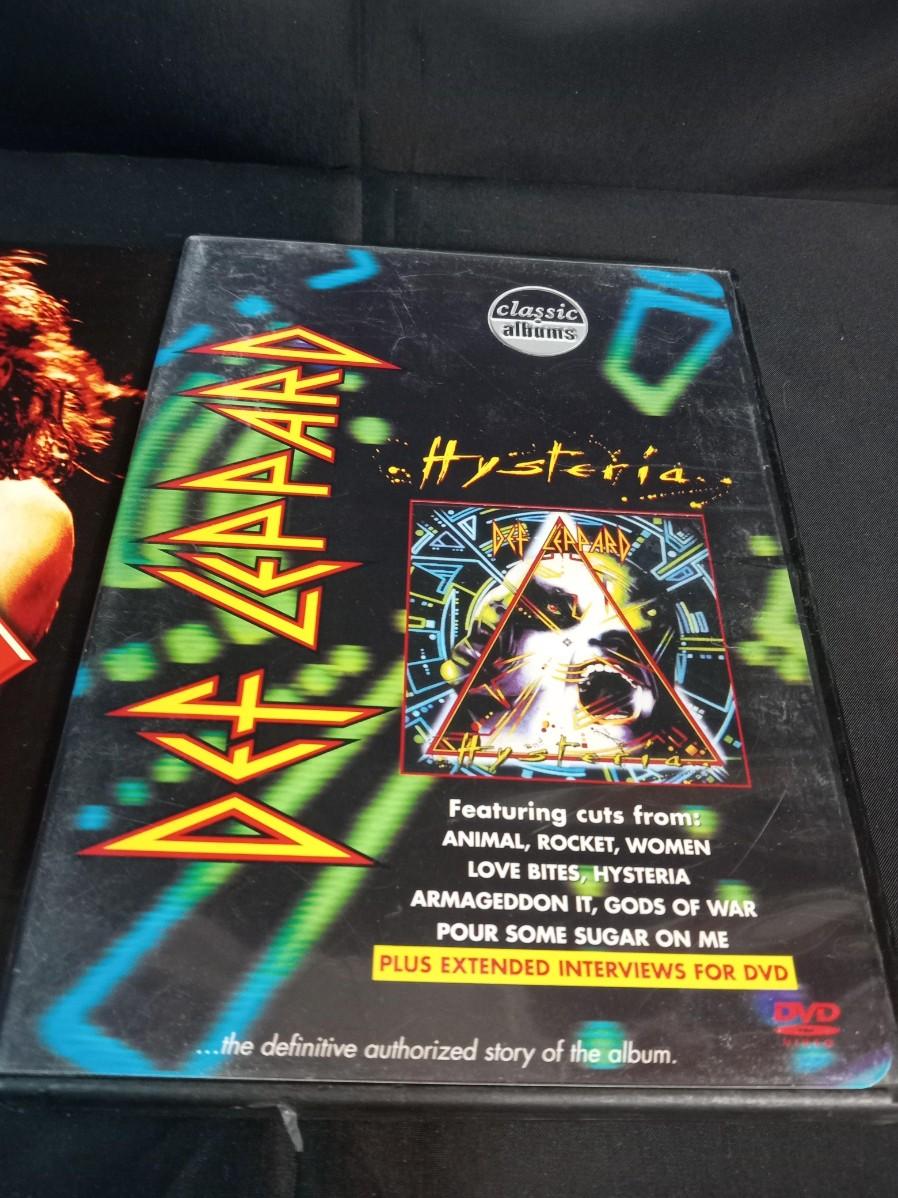 classic
albums
DEF LEPPARD
Hysteria
DEF LEPPARD
Hysteria
Featuring cuts from:
ANIMAL, ROCKET, WOMEN
LOVE BITES, HYSTERIA
ARMAGEDDON IT, GODS OF WAR
POUR SOME SUGAR ON ME
PLUS EXTENDED INTERVIEWS FOR DVD
DVD
VIDEO
...the definitive authorized story of the album.